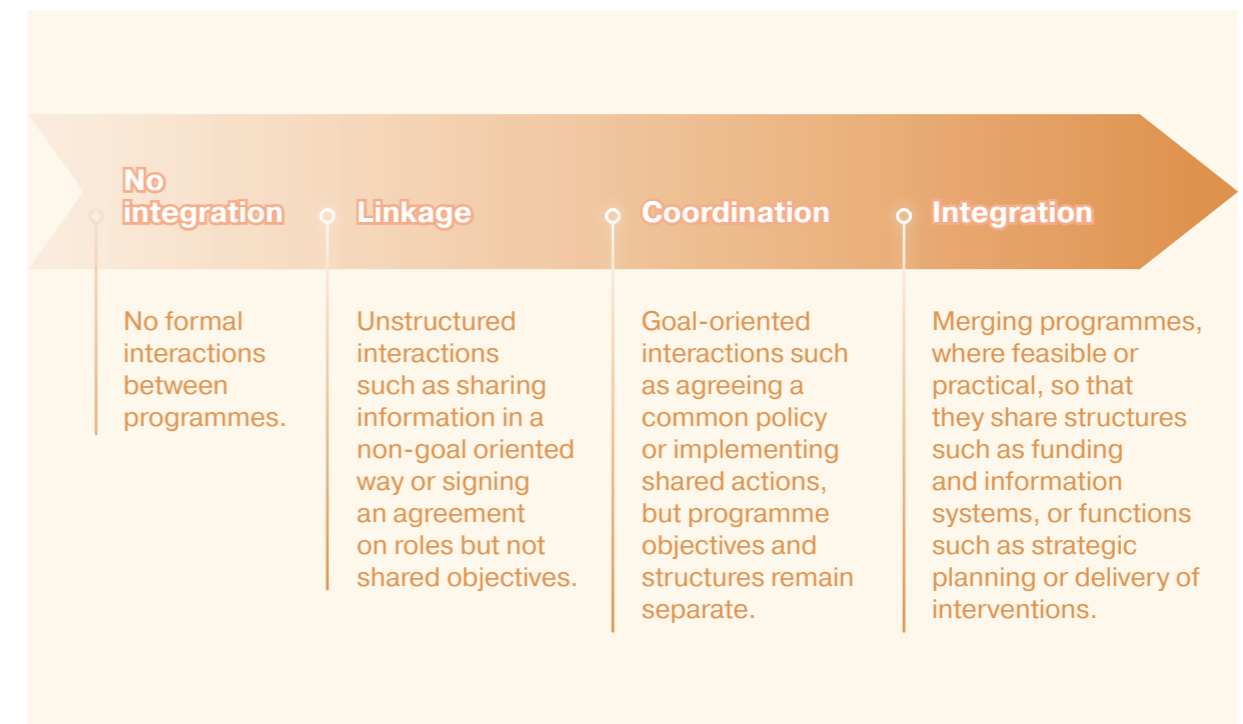 No
integration
Linkage
Coordination
Integration
No formal
interactions
between
programmes.
Unstructured
interactions
such as sharing
information in a
non-goal oriented
way or signing
an agreement
on roles but not
shared objectives.
Goal-oriented
interactions such
as agreeing a
common policy
or implementing
shared actions,
but programme
objectives and
structures remain
separate.
Merging programmes,
where feasible or
practical, so that
they share structures
such as funding
and information
systems, or functions
such as strategic
planning or delivery of
interventions.